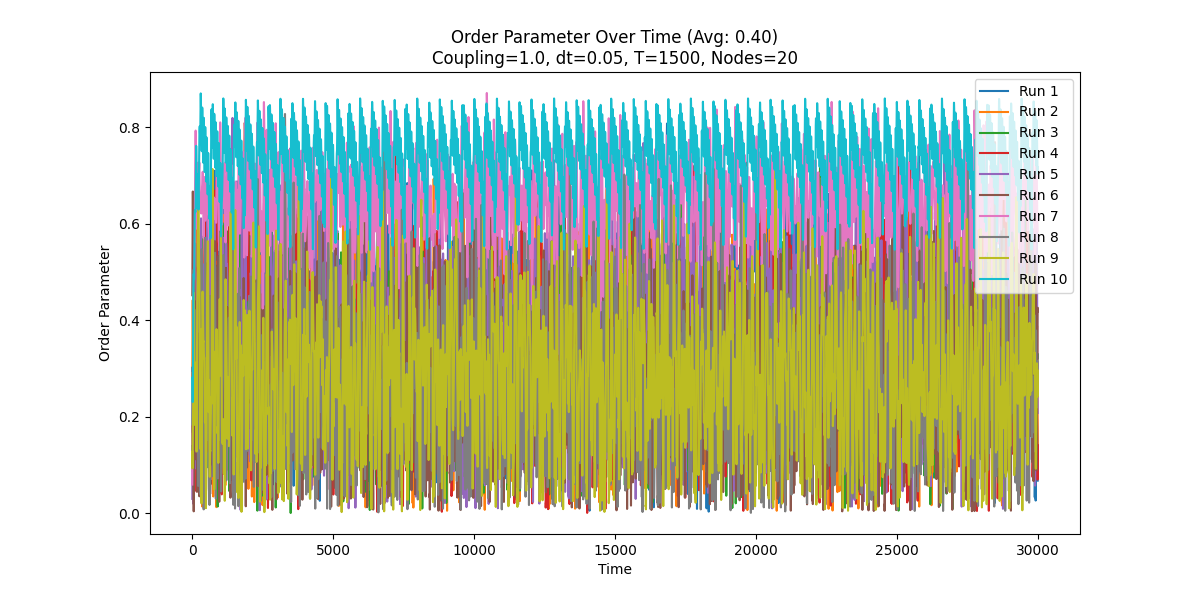 Order Parameter Over Time (Avg: 0.40)
Coupling=1.0, dt=0.05, T=1500, Nodes=20
Order Parameter
0.8
0.6
0.4
0.2
0.0
Run 1
Run 2
Run 3
Run 4
Run 5
Run 6
Run 7
Run 8
Run 9
Run 10
0 5000 10000 15000 20000 25000 30000
Time